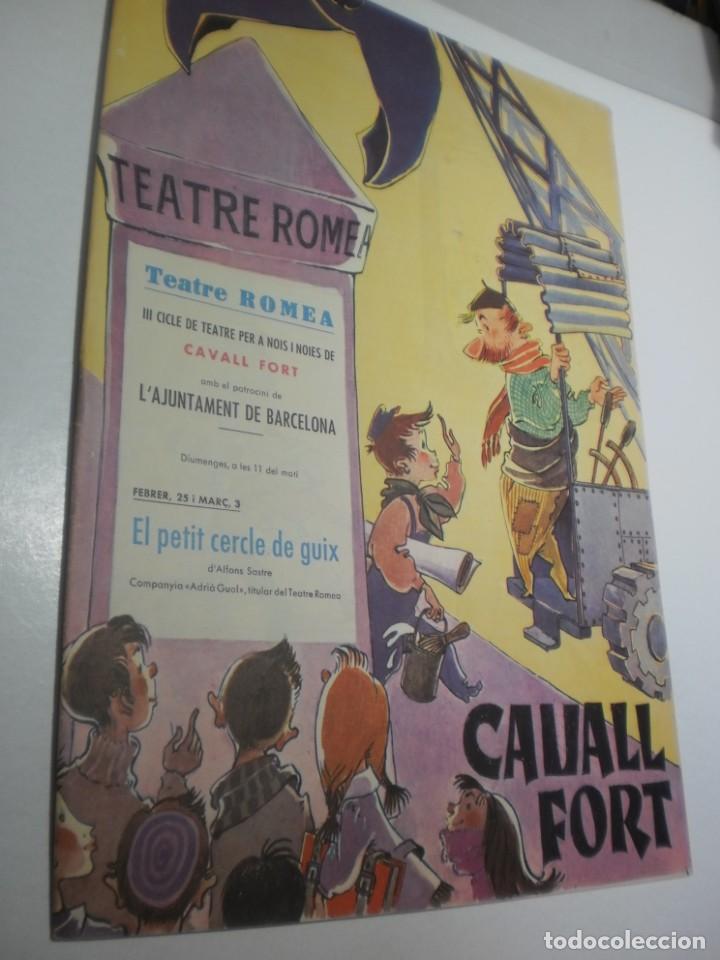 TEATRE ROMEA
Teatre ROMEA
III CICLE DE TEATRE PER A NOIS I NOIES DE
CAVALL FORT
amb el patrocini de
L'AJUNTAMENT DE BARCELONA
Diumenges, a les 11 del matí
FEBRER, 25 i MARÇ, 3
El petit cercle de guix
d'Alfons Sastre
Companyia «Adrià Gual», titular del Teatre Romea
CAVALL
FORT
todocoleccion
todocoleccion.net